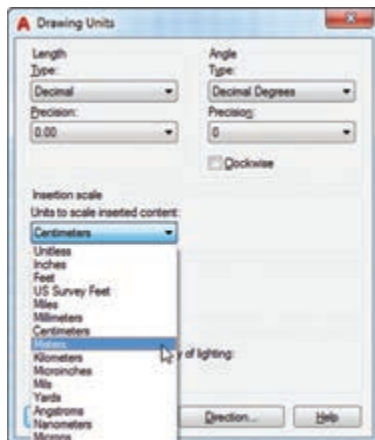 Drawing Units
Length
Type:
Decimal
Precision:
0.00
Angle
Type:
Decimal Degrees
Precision:
0
Clockwise
Insertion scale
Units to scale inserted content:
Centimeters
Unitless
Inches
Feet
US Survey Feet
Miles
Millimeters
Centimeters
Meters
Kilometers
Microinches
Mils
Yards
Angstroms
Nanometers
Microns
y of lighting:
Direction...
Help